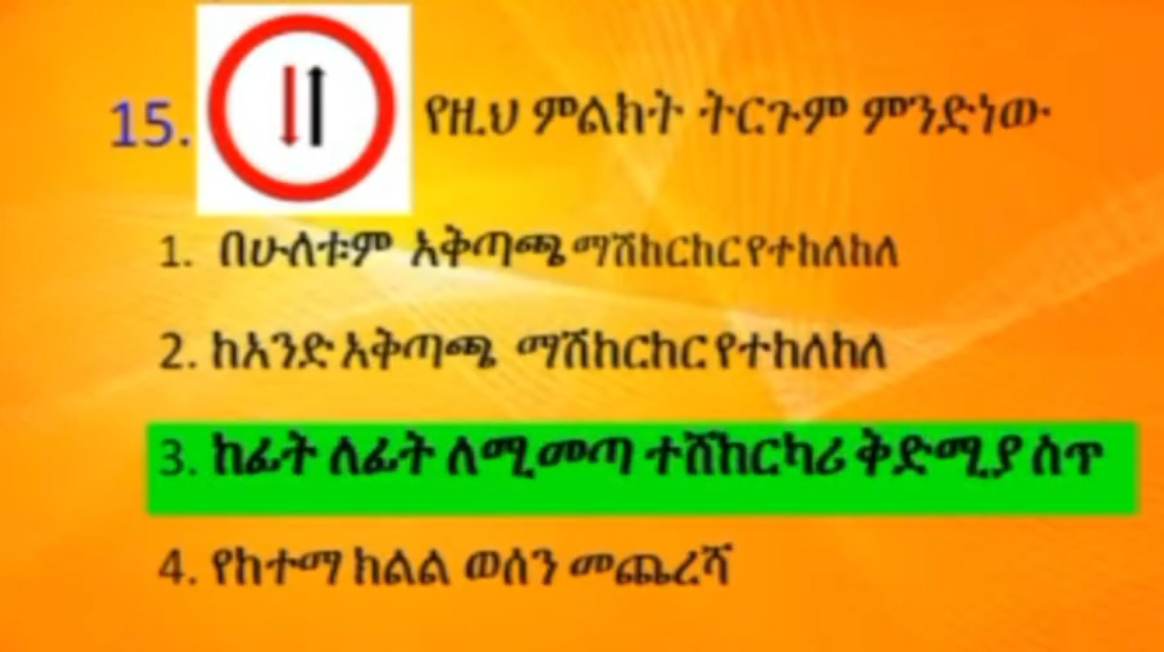 15. የዚህ ምልክት ትርጉም ምንድነው
1. በሁለቱም አቅጣጫ ማሽከርከር የተከለከለ
2. ከአንድ አቅጣጫ ማሽከርከር የተከለከለ
3. ከፊት ለፊት ለሚመጣ ተሽከርካሪ ቅድሚያ ስጥ
4. የከተማ ክልል ወሰን መጨረሻ